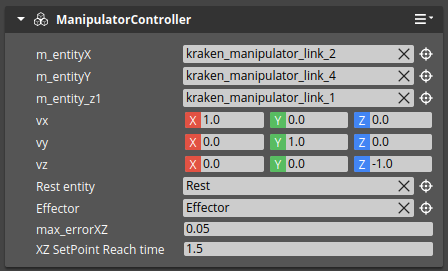 ManipulatorController
m_entityX kraken_manipulator_link_2
m_entityY kraken_manipulator_link_4
m_entity_z1 kraken_manipulator_link_1
vx X 1.0 Y 0.0 Z 0.0
vy X 0.0 Y 1.0 Z 0.0
vz X 0.0 Y 0.0 Z -1.0
Rest entity Rest
Effector Effector
max_errorXZ 0.05
XZ SetPoint Reach time 1.5